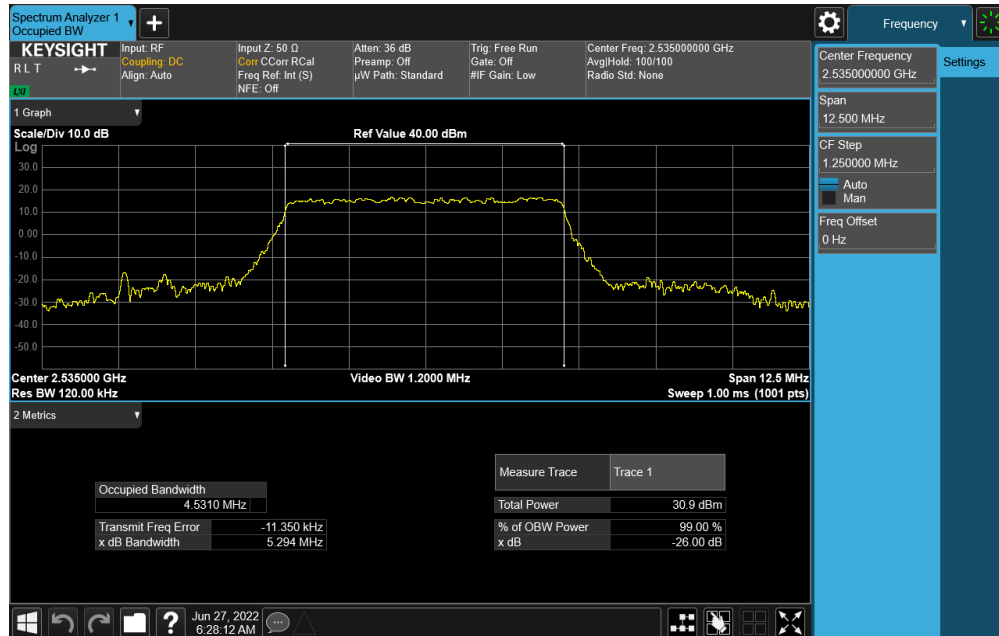 Spectrum Analyzer 1
Occupied BW
Frequency
KEYSIGHT
RLT
LXI
Input: RF
Coupling: DC
Align: Auto
Input Z: 50 Ω
Corr CCorr RCal
Freq Ref: Int (S)
NFE: Off
Atten: 36 dB
Preamp: Off
µW Path: Standard
Trig: Free Run
Gate: Off
#IF Gain: Low
Center Freq: 2.535000000 GHz
Avg|Hold: 100/100
Radio Std: None
Center Frequency
2.535000000 GHz
Settings
Span
12.500 MHz
CF Step
1.250000 MHz
Auto
Man
Freq Offset
0 Hz
1 Graph
Scale/Div 10.0 dB
Ref Value 40.00 dBm
Log
30.0
20.0
10.0
0.00
-10.0
-20.0
-30.0
-40.0
-50.0
Center 2.535000 GHz
Video BW 1.2000 MHz
Span 12.5 MHz
Res BW 120.00 kHz
Sweep 1.00 ms (1001 pts)
2 Metrics
Measure Trace
Trace 1
Occupied Bandwidth
4.5310 MHz
Total Power
30.9 dBm
Transmit Freq Error
-11.350 kHz
% of OBW Power
99.00 %
x dB Bandwidth
5.294 MHz
x dB
-26.00 dB
Jun 27, 2022
6:28:12 AM